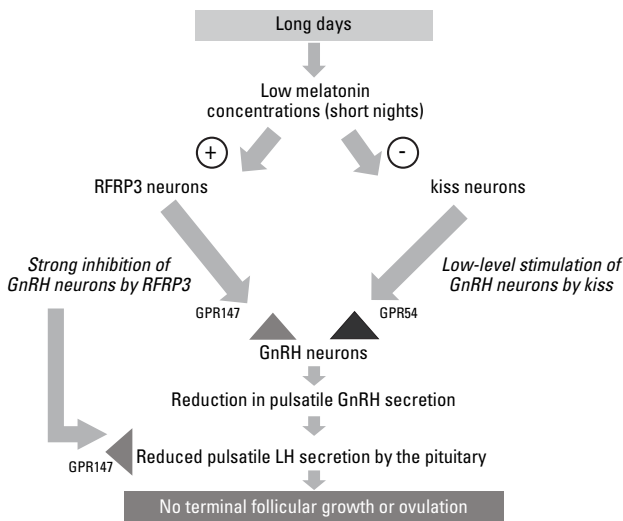 Long days
Low melatonin
concentrations (short nights)
+
-
RFRP3 neurons
kiss neurons
Strong inhibition of
GnRH neurons by RFRP3
Low-level stimulation of
GnRH neurons by kiss
GPR147
GPR54
GnRH neurons
Reduction in pulsatile GnRH secretion
Reduced pulsatile LH secretion by the pituitary
GPR147
No terminal follicular growth or ovulation